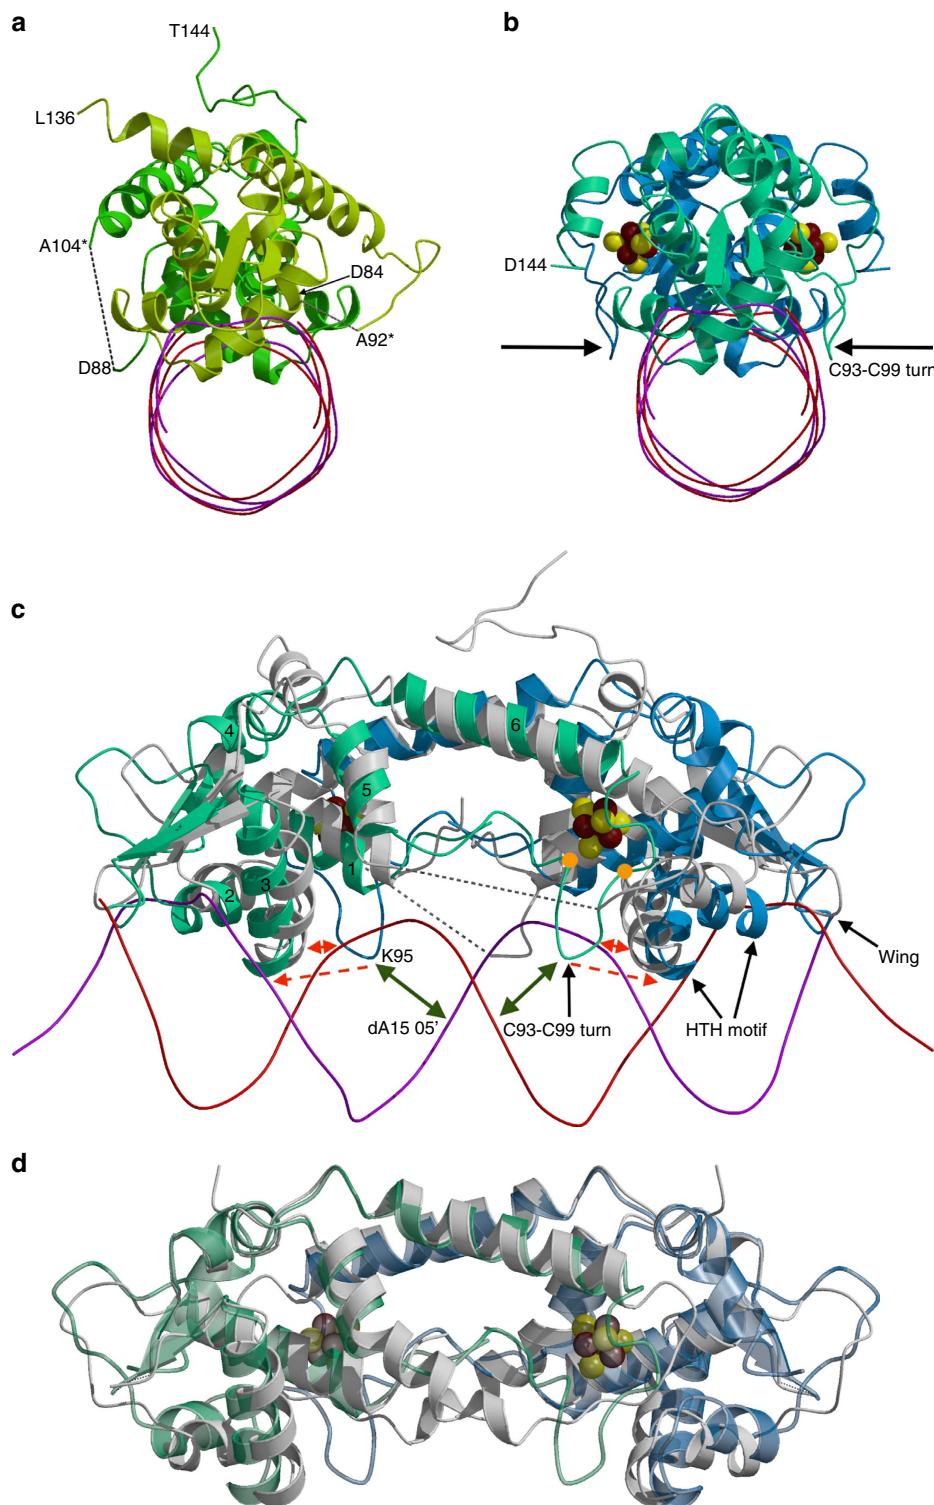 a
T144
L136
A104*
D84
A92*
D88
b
D144
C93-C99 turn
c
4
6
5
1
2
3
K95
Wing
dA15 05’
C93-C99 turn
HTH motif
d